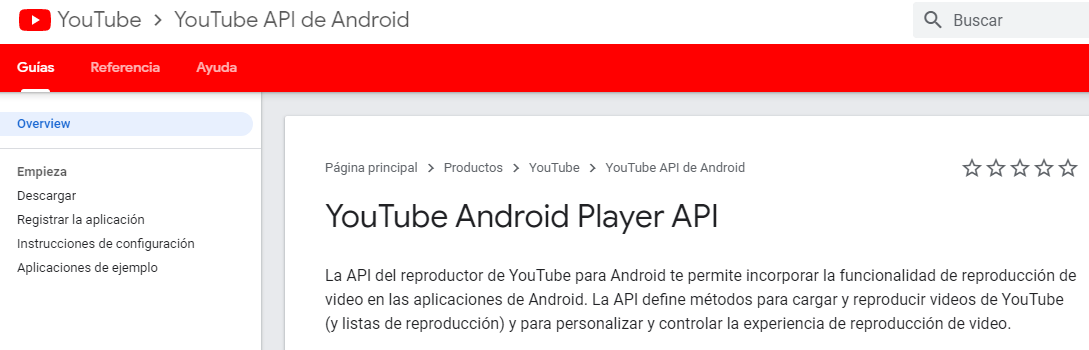 YouTube > YouTube API de Android
Buscar
Guías Referencia Ayuda
Overview
Empieza
Descargar
Registrar la aplicación
Instrucciones de configuración
Aplicaciones de ejemplo
Página principal > Productos > YouTube > YouTube API de Android
YouTube Android Player API
La API del reproductor de YouTube para Android te permite incorporar la funcionalidad de reproducción de
video en las aplicaciones de Android. La API define métodos para cargar y reproducir videos de YouTube
(y listas de reproducción) y para personalizar y controlar la experiencia de reproducción de video.